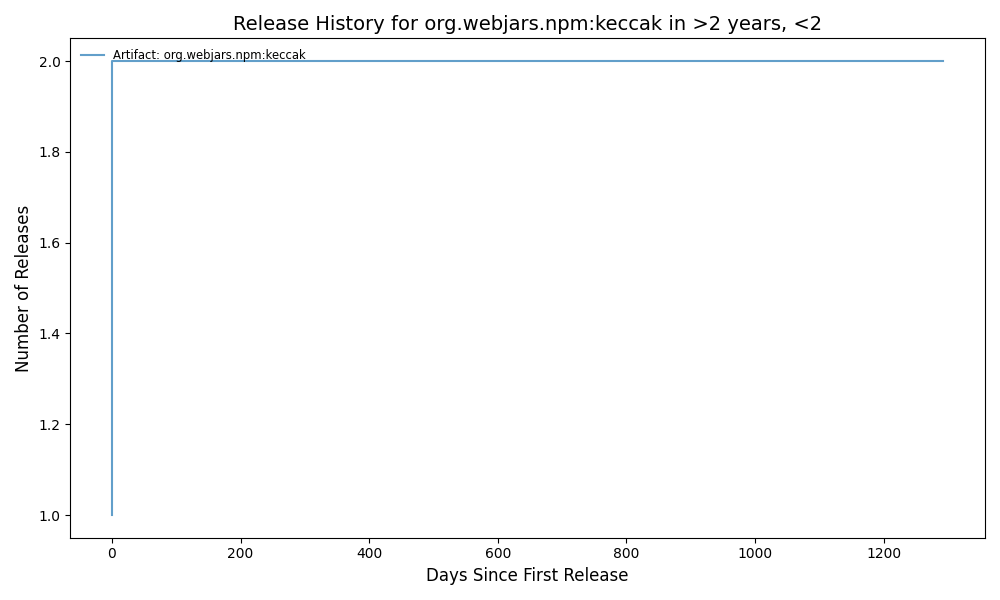 Release History for org.webjars.npm:keccak in >2 years, <2
Artifact: org.webjars.npm:keccak
2.0
1.8
1.6
1.4
1.2
1.0
Number of Releases
0 200 400 600 800 1000 1200
Days Since First Release